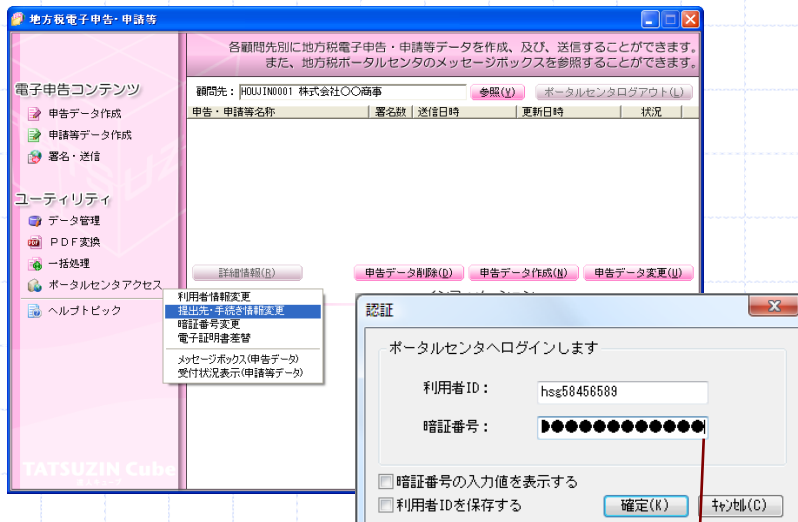 地方税電子申告・申請等
各顧問先別に地方税電子申告・申請等データを作成、及び、送信することができます。
また、地方税ポータルセンタのメッセージボックスを参照することができます。
電子申告コンテンツ
申告データ作成
申請等データ作成
署名・送信
ユーティリティ
データ管理
ＰＤＦ変換
一括処理
ポータルセンタアクセス
ヘルプトピック
顧問先： HOUJIN0001 株式会社〇〇商事 参照(V) ポータルセンタログアウト(L)
申告・申請等名称 署名数 送信日時 更新日時 状況
詳細情報(R) 申告データ削除(D) 申告データ作成(N) 申告データ変更(U)
利用者情報変更
提出先・手続き情報変更
暗証番号変更
電子証明書差替
メッセージボックス(申告データ)
受付状況表示(申請等データ)
認証
ポータルセンタへログインします
利用者ID： hsg58456589
暗証番号： ●●●●●●●●●●●●
暗証番号の入力値を表示する
利用者IDを保存する
確定(K) ｷｬﾝｾﾙ(C)
TATSUZIN Cube